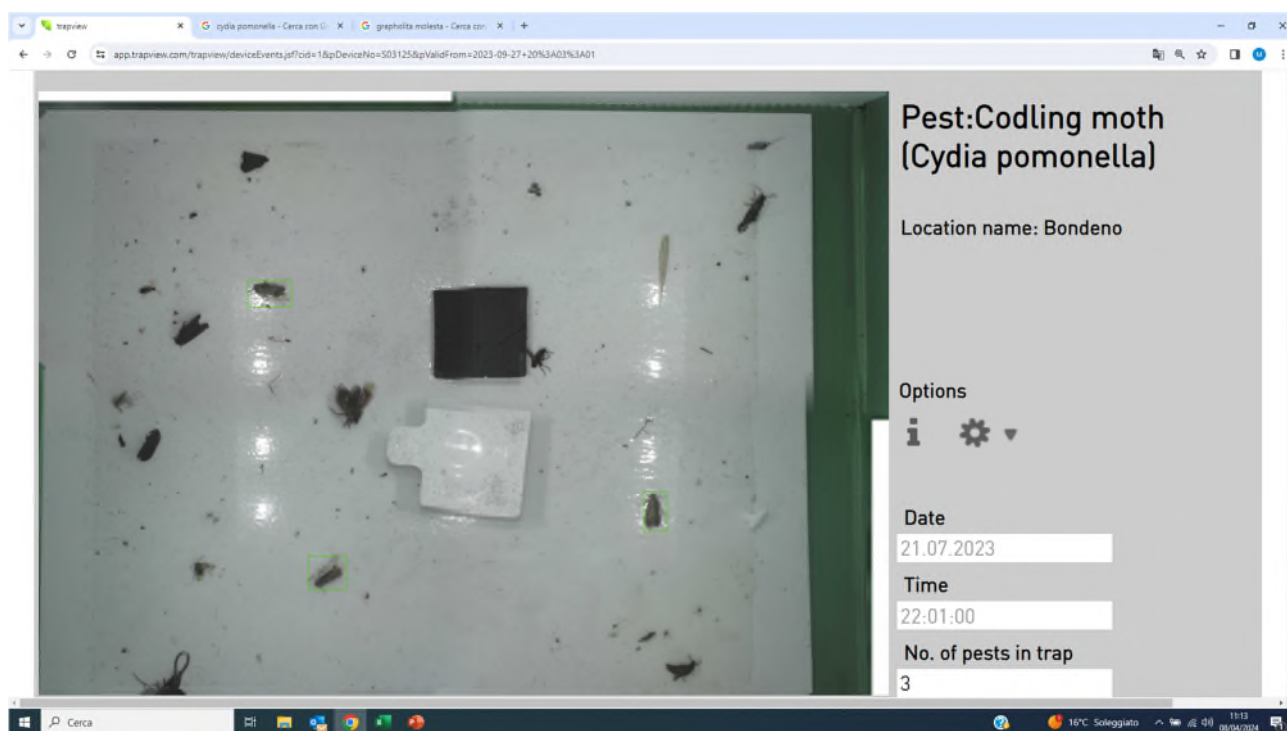 trapview
cydia pomonella - Cerca con G
grapholita molesta - Cerca con
app.trapview.com/trapview/deviceEvents.jsf?cid=1&pDeviceNo=S03125&pValidFrom=2023-09-27+20%3A03%3A01
Pest:Codling moth
(Cydia pomonella)
Location name: Bondeno
Options
Date
21.07.2023
Time
22:01:00
No. of pests in trap
3
Cerca
16°C Soleggiato
11:13
08/04/2024